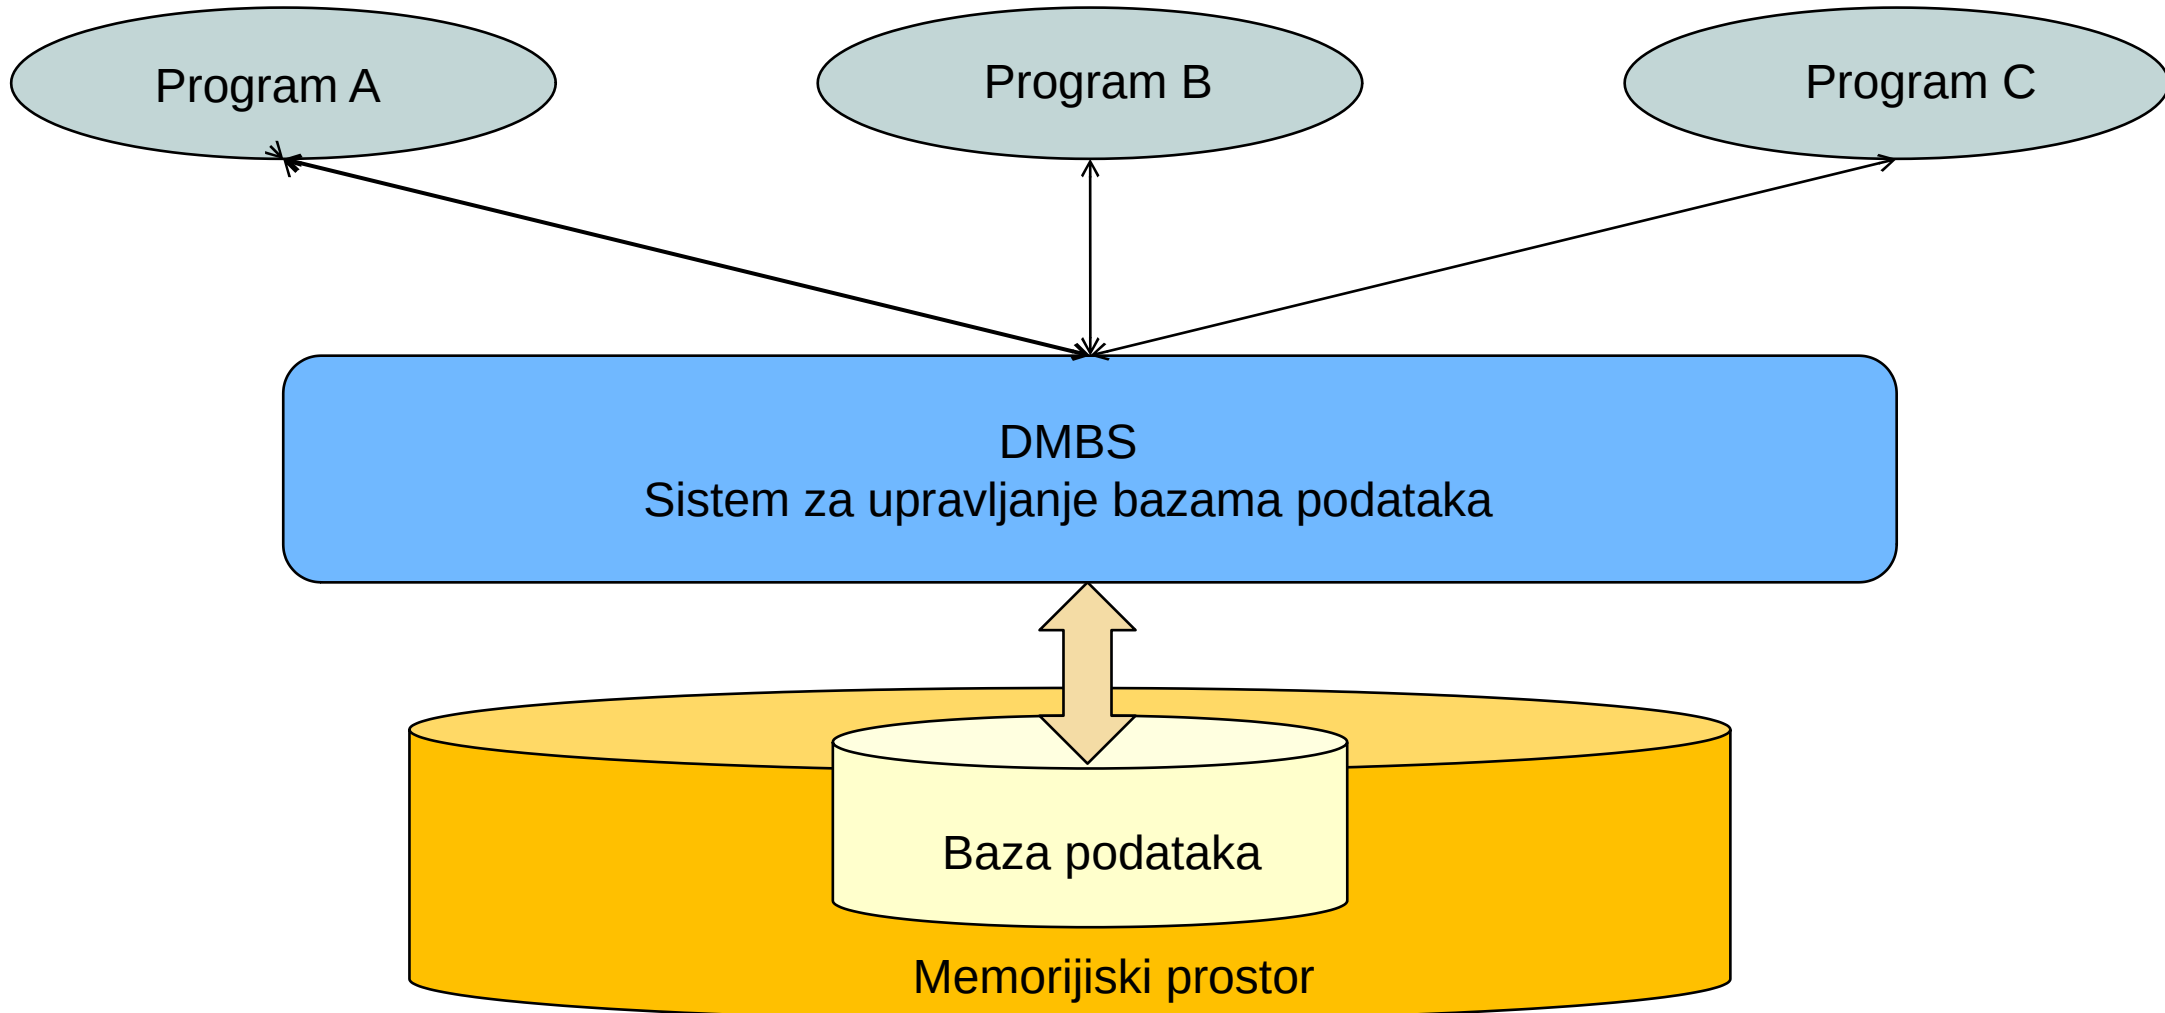 Program A
Program B
Program C
DMBS
Sistem za upravljanje bazama podataka
Baza podataka
Memorijiski prostor